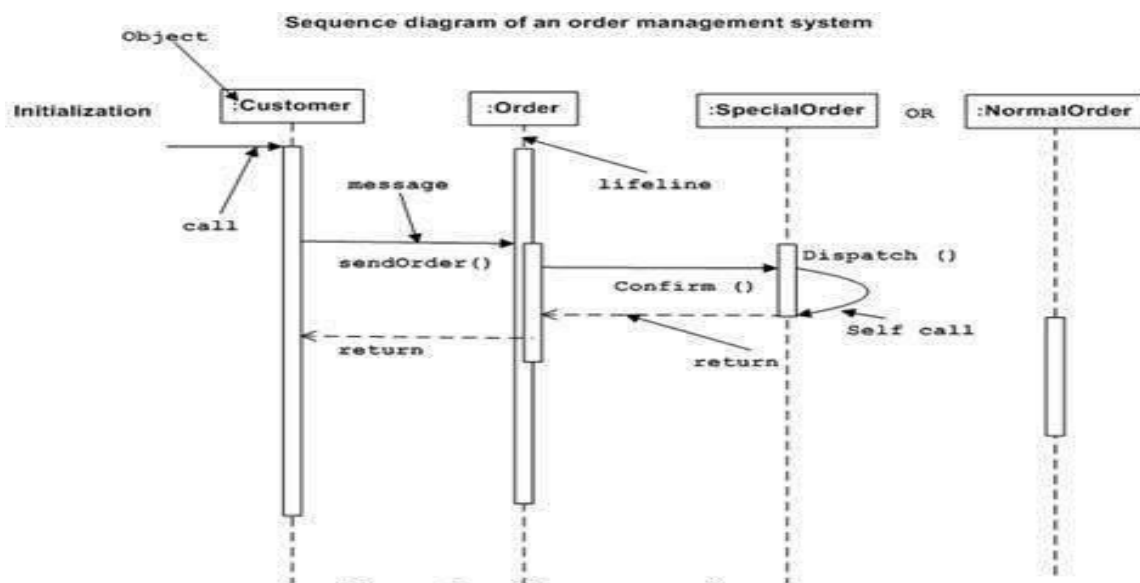 Sequence diagram of an order management system
Object
Initialization
:Customer
:Order
:SpecialOrder
OR
:NormalOrder
message
lifeline
call
sendOrder()
Dispatch ()
Confirm ()
Self call
return
return